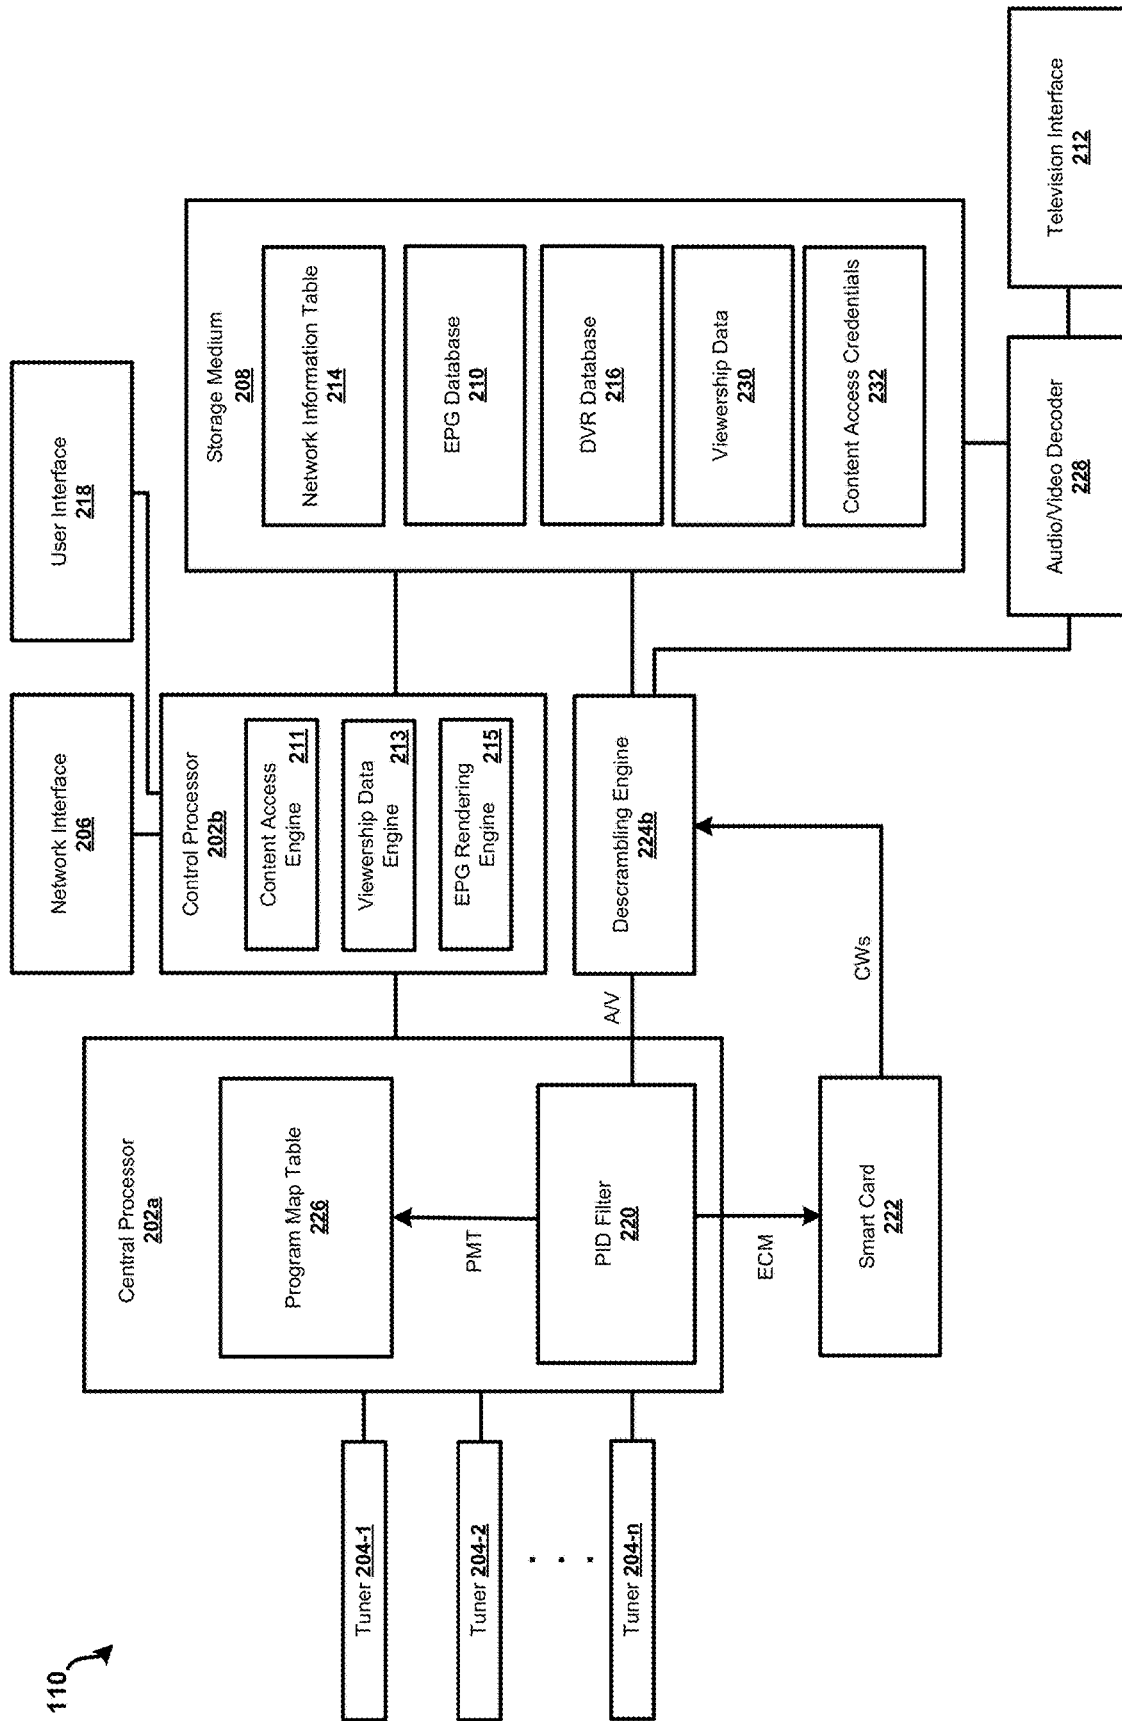 110
Tuner 204-1
Tuner 204-2
. . .
Tuner 204-n
Central Processor
202a
Program Map Table
226
PMT
PID Filter
220
ECM
A/V
Smart Card
222
CWs
Network Interface
206
User Interface
218
Control Processor
202b
Content Access
Engine
211
Viewership Data
Engine
213
EPG Rendering
Engine
215
Descrambling Engine
224b
Storage Medium
208
Network Information Table
214
EPG Database
210
DVR Database
216
Viewership Data
230
Content Access Credentials
232
Audio/Video Decoder
228
Television Interface
212